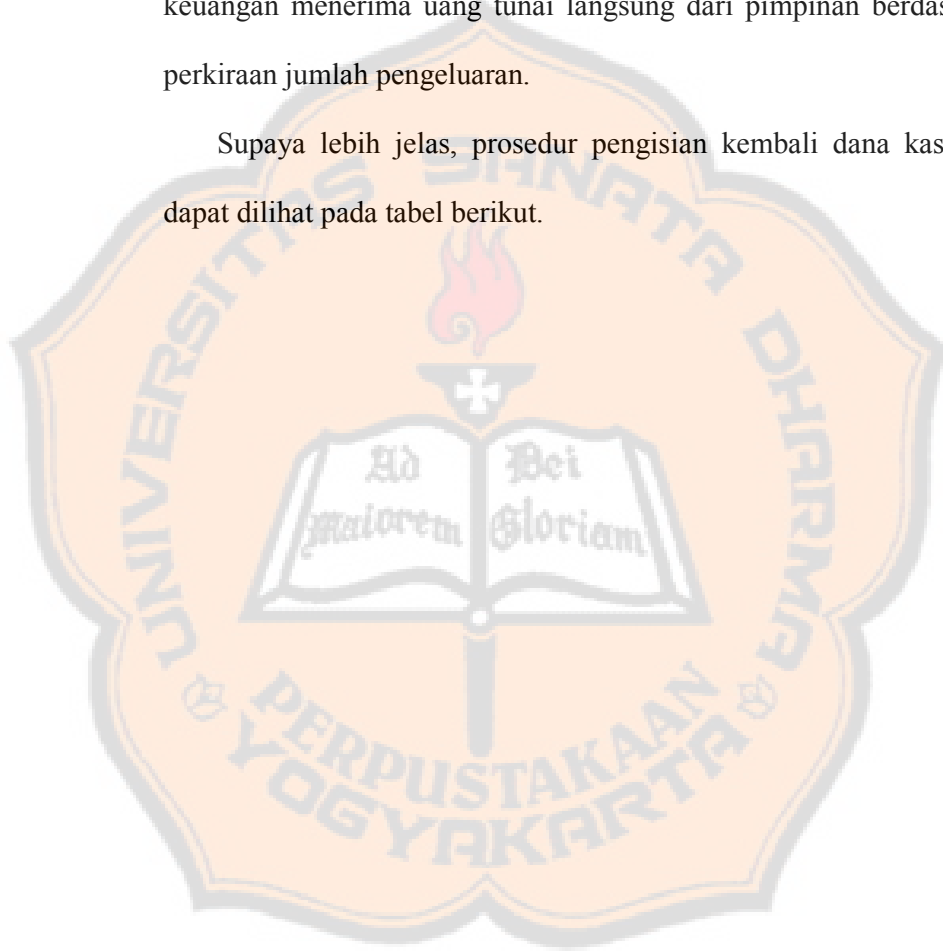 keuangan menerima uang tunai langsung dari pimpinan berdas
perkiraan jumlah pengeluaran.
Supaya lebih jelas, prosedur pengisian kembali dana kas
dapat dilihat pada tabel berikut.
UNIVERSITAS SANATA DHARMA
Ad Dei
Maiorem Gloriam
PERPUSTAKAAN
YOGYAKARTA